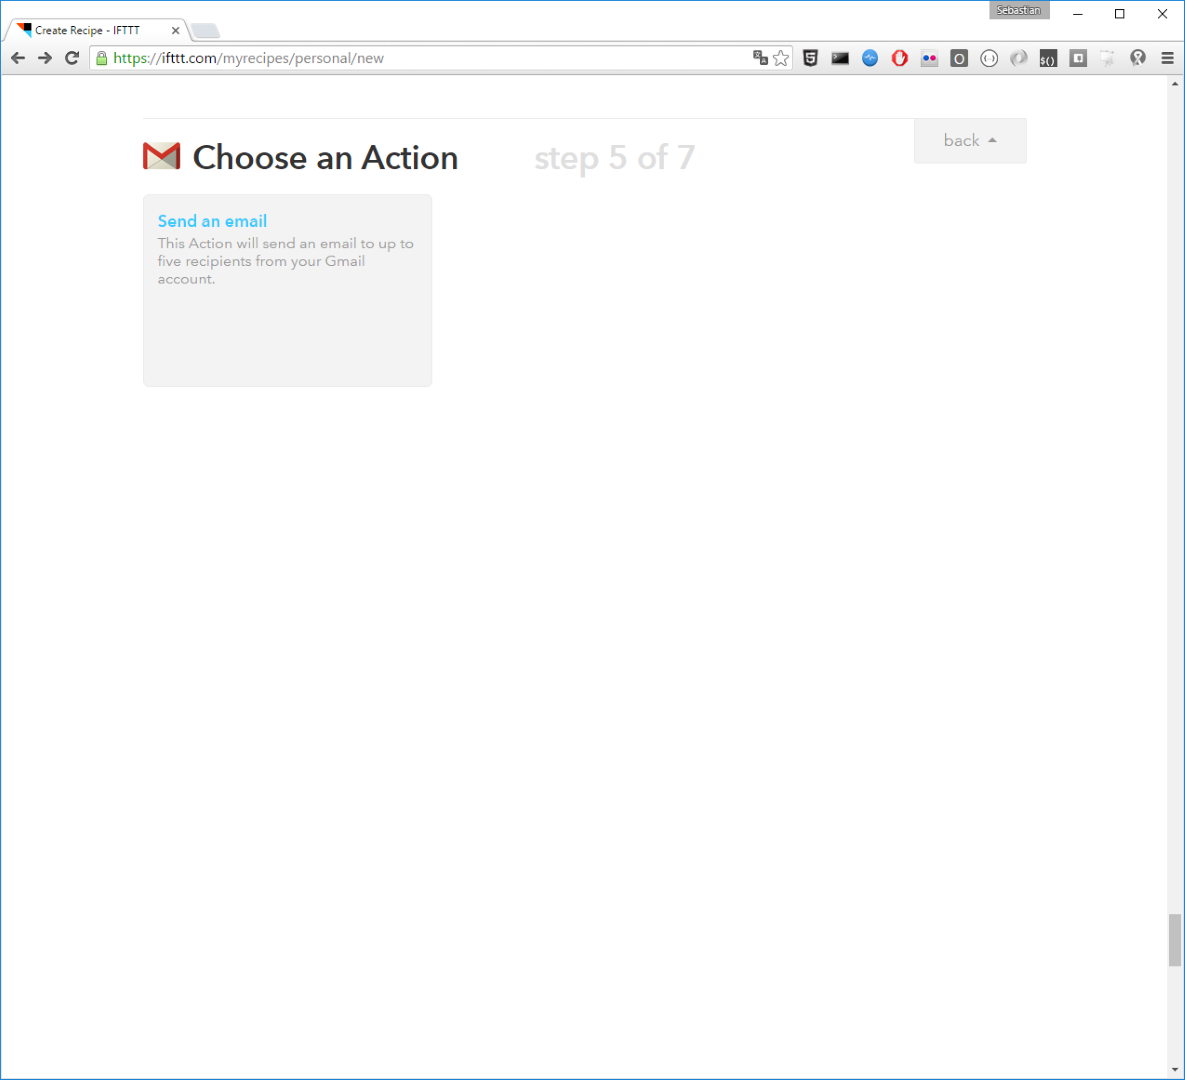 Sebastian
Create Recipe - IFTTT
https://ifttt.com/myrecipes/personal/new
back
Choose an Action
step 5 of 7
Send an email
This Action will send an email to up to
five recipients from your Gmail
account.